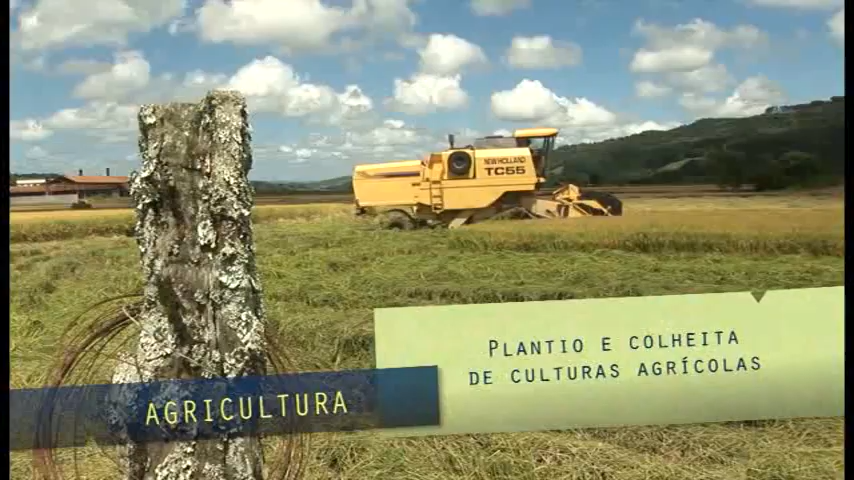 NEW HOLLAND
TC55
PLANTIO E COLHEITA
DE CULTURAS AGRÍCOLAS
AGRICULTURA